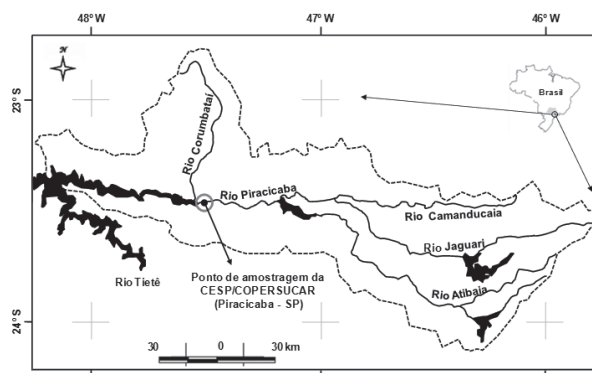 48° W
47° W
46° W
N
Brasil
23°S
Rio Corumbataí
Rio Piracicaba
Rio Camanducaia
Rio Jaguari
Rio Atibaia
Rio Tietê
Ponto de amostragem da
CESP/COPERSUCAR
(Piracicaba - SP)
24°S
30 0 30 km